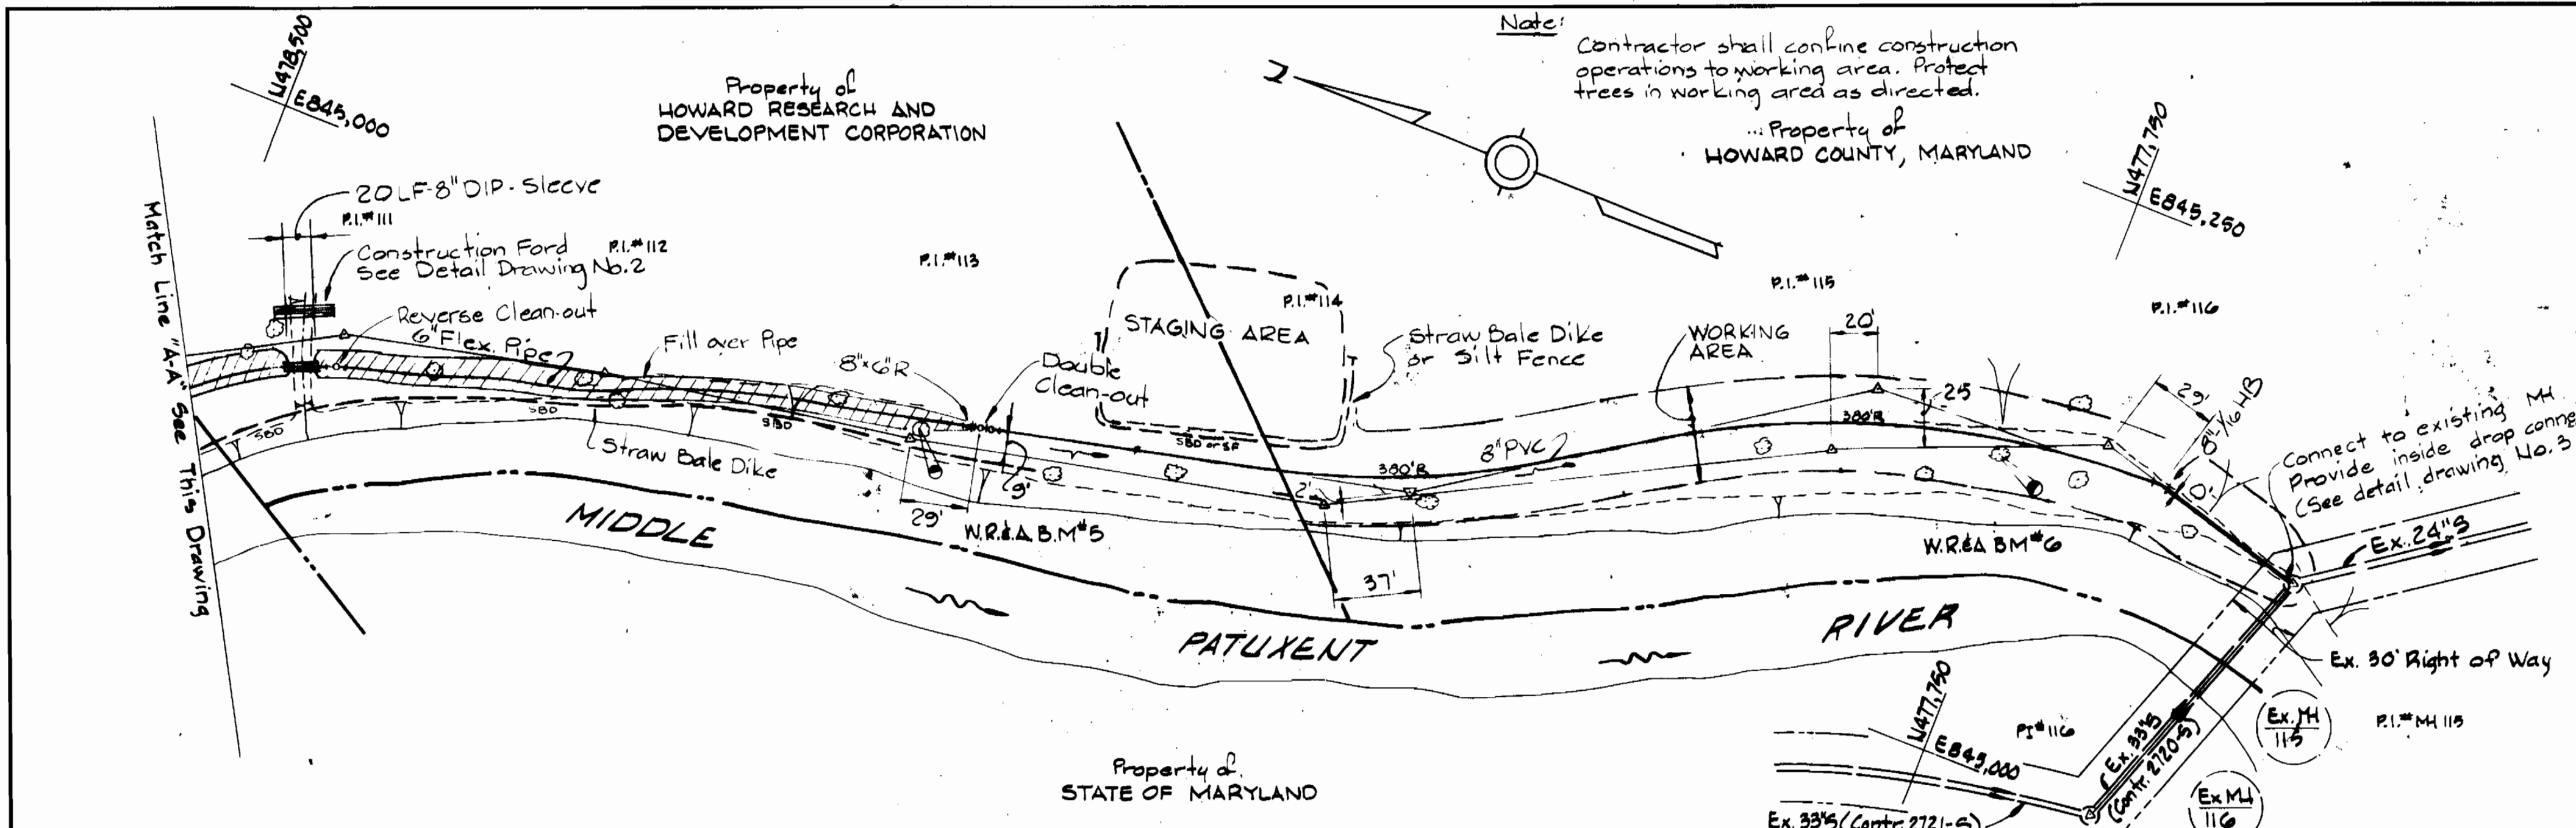 Note:
Contractor shall confine construction
operations to working area. Protect
trees in working area as directed.
N478,500
E845,000
Property of
HOWARD RESEARCH AND
DEVELOPMENT CORPORATION
Property of
HOWARD COUNTY, MARYLAND
N477,750
E845,250
Match Line "A-A" See This Drawing
20LF-8" DIP-Sleeve
P.I.#111
Construction Ford
See Detail Drawing No.2
P.I.#112
P.I.#113
P.I.#114
P.I.#115
P.I.#116
Reverse Clean-out
6" Flex. Pipe
Fill over Pipe
8"x6"R
Double
Clean-out
STAGING AREA
Straw Bale Dike
or Silt Fence
WORKING
AREA
20'
25
29'
8"-1/16 HB
Connect to existing MH.
Provide inside drop conne
(See detail drawing No.3
SBD
SBD
SBD
Straw Bale Dike
SBD or SF
9'
29'
W.R.&A. B.M#5
8" PVC
380'R
380'R
2'
37'
W.R.&A BM#6
Ex. 24"S
Ex. 30' Right of Way
MIDDLE
PATUXENT
RIVER
Property of
STATE OF MARYLAND
N477,750
E845,000
PI#116
Ex. 33"S
(Contr. 2720-S)
Ex. MH
115
P.I.# MH 115
Ex MH
116
Ex. 33"S (Contr. 2721-S)